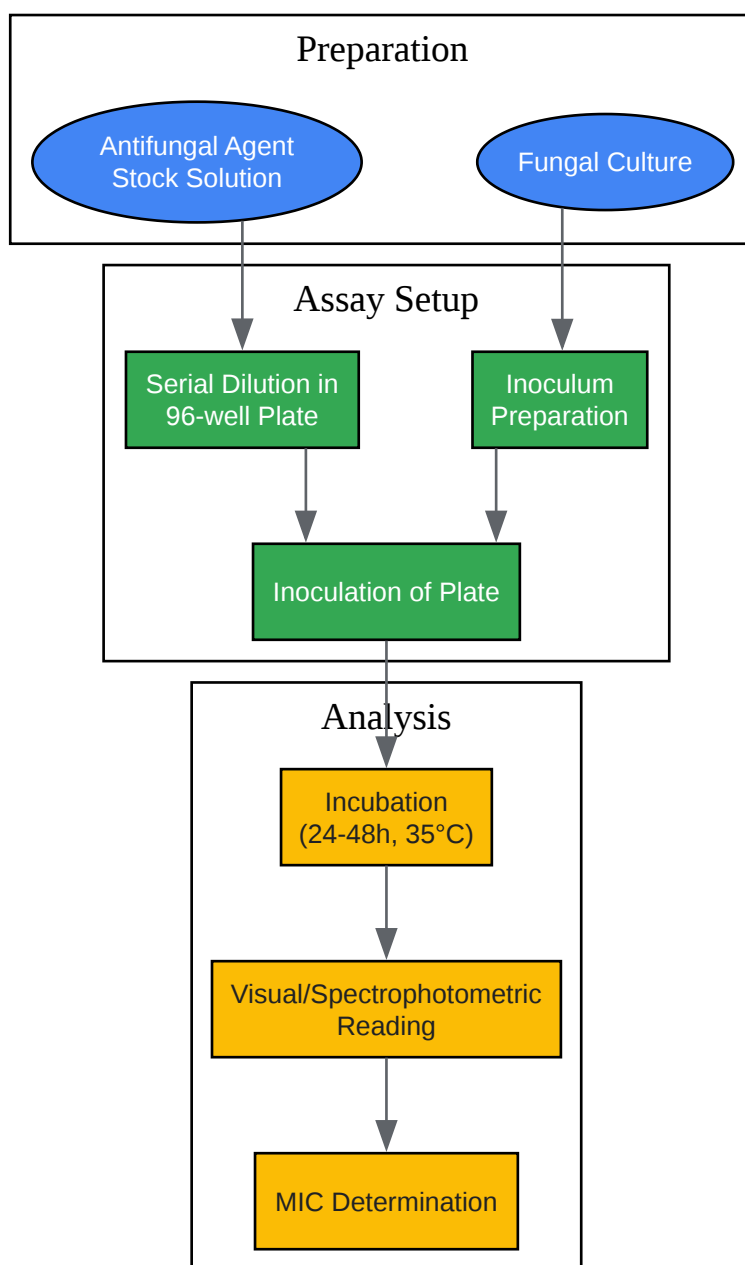 Preparation
Antifungal Agent
Stock Solution
Fungal Culture
Assay Setup
Serial Dilution in
96-well Plate
Inoculum
Preparation
Inoculation of Plate
Analysis
Incubation
(24-48h, 35°C)
Visual/Spectrophotometric
Reading
MIC Determination